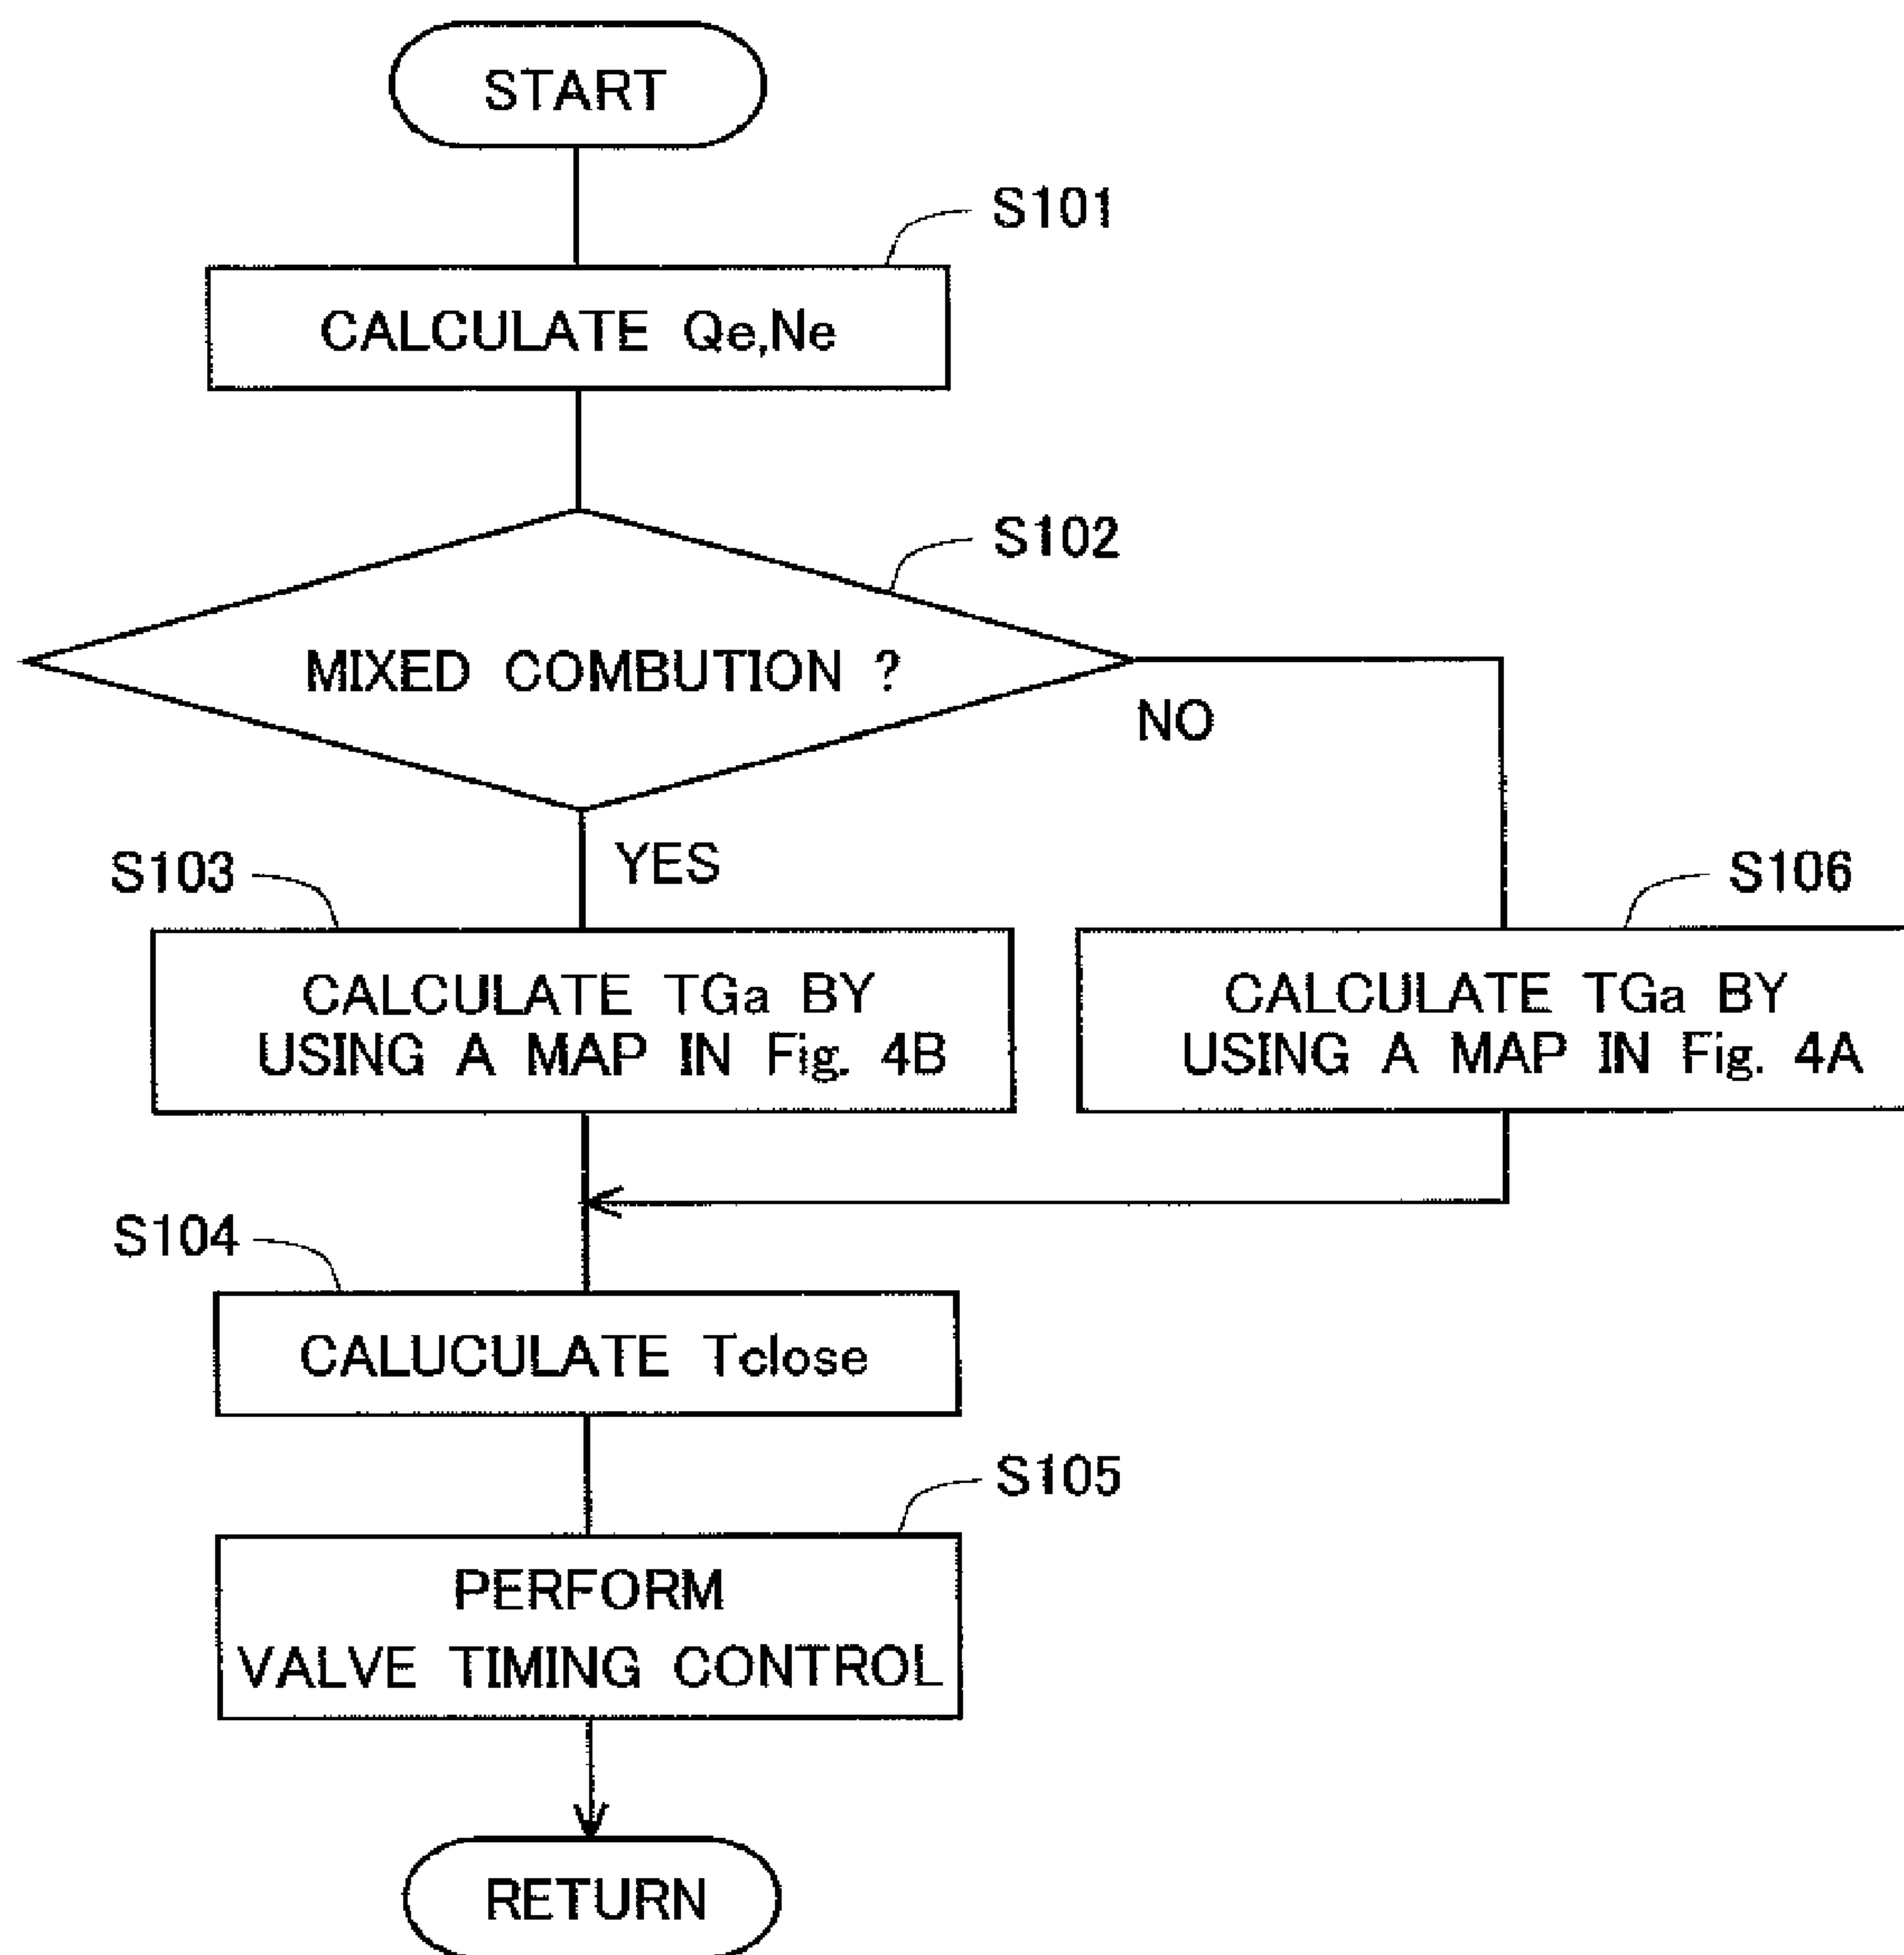 START
S101
CALCULATE Qe,Ne
S102
MIXED COMBUTION ?
NO
YES
S103
CALCULATE TGa BY
USING A MAP IN Fig. 4B
S106
CALCULATE TGa BY
USING A MAP IN Fig. 4A
S104
CALUCULATE Tclose
S105
PERFORM
VALVE TIMING CONTROL
RETURN